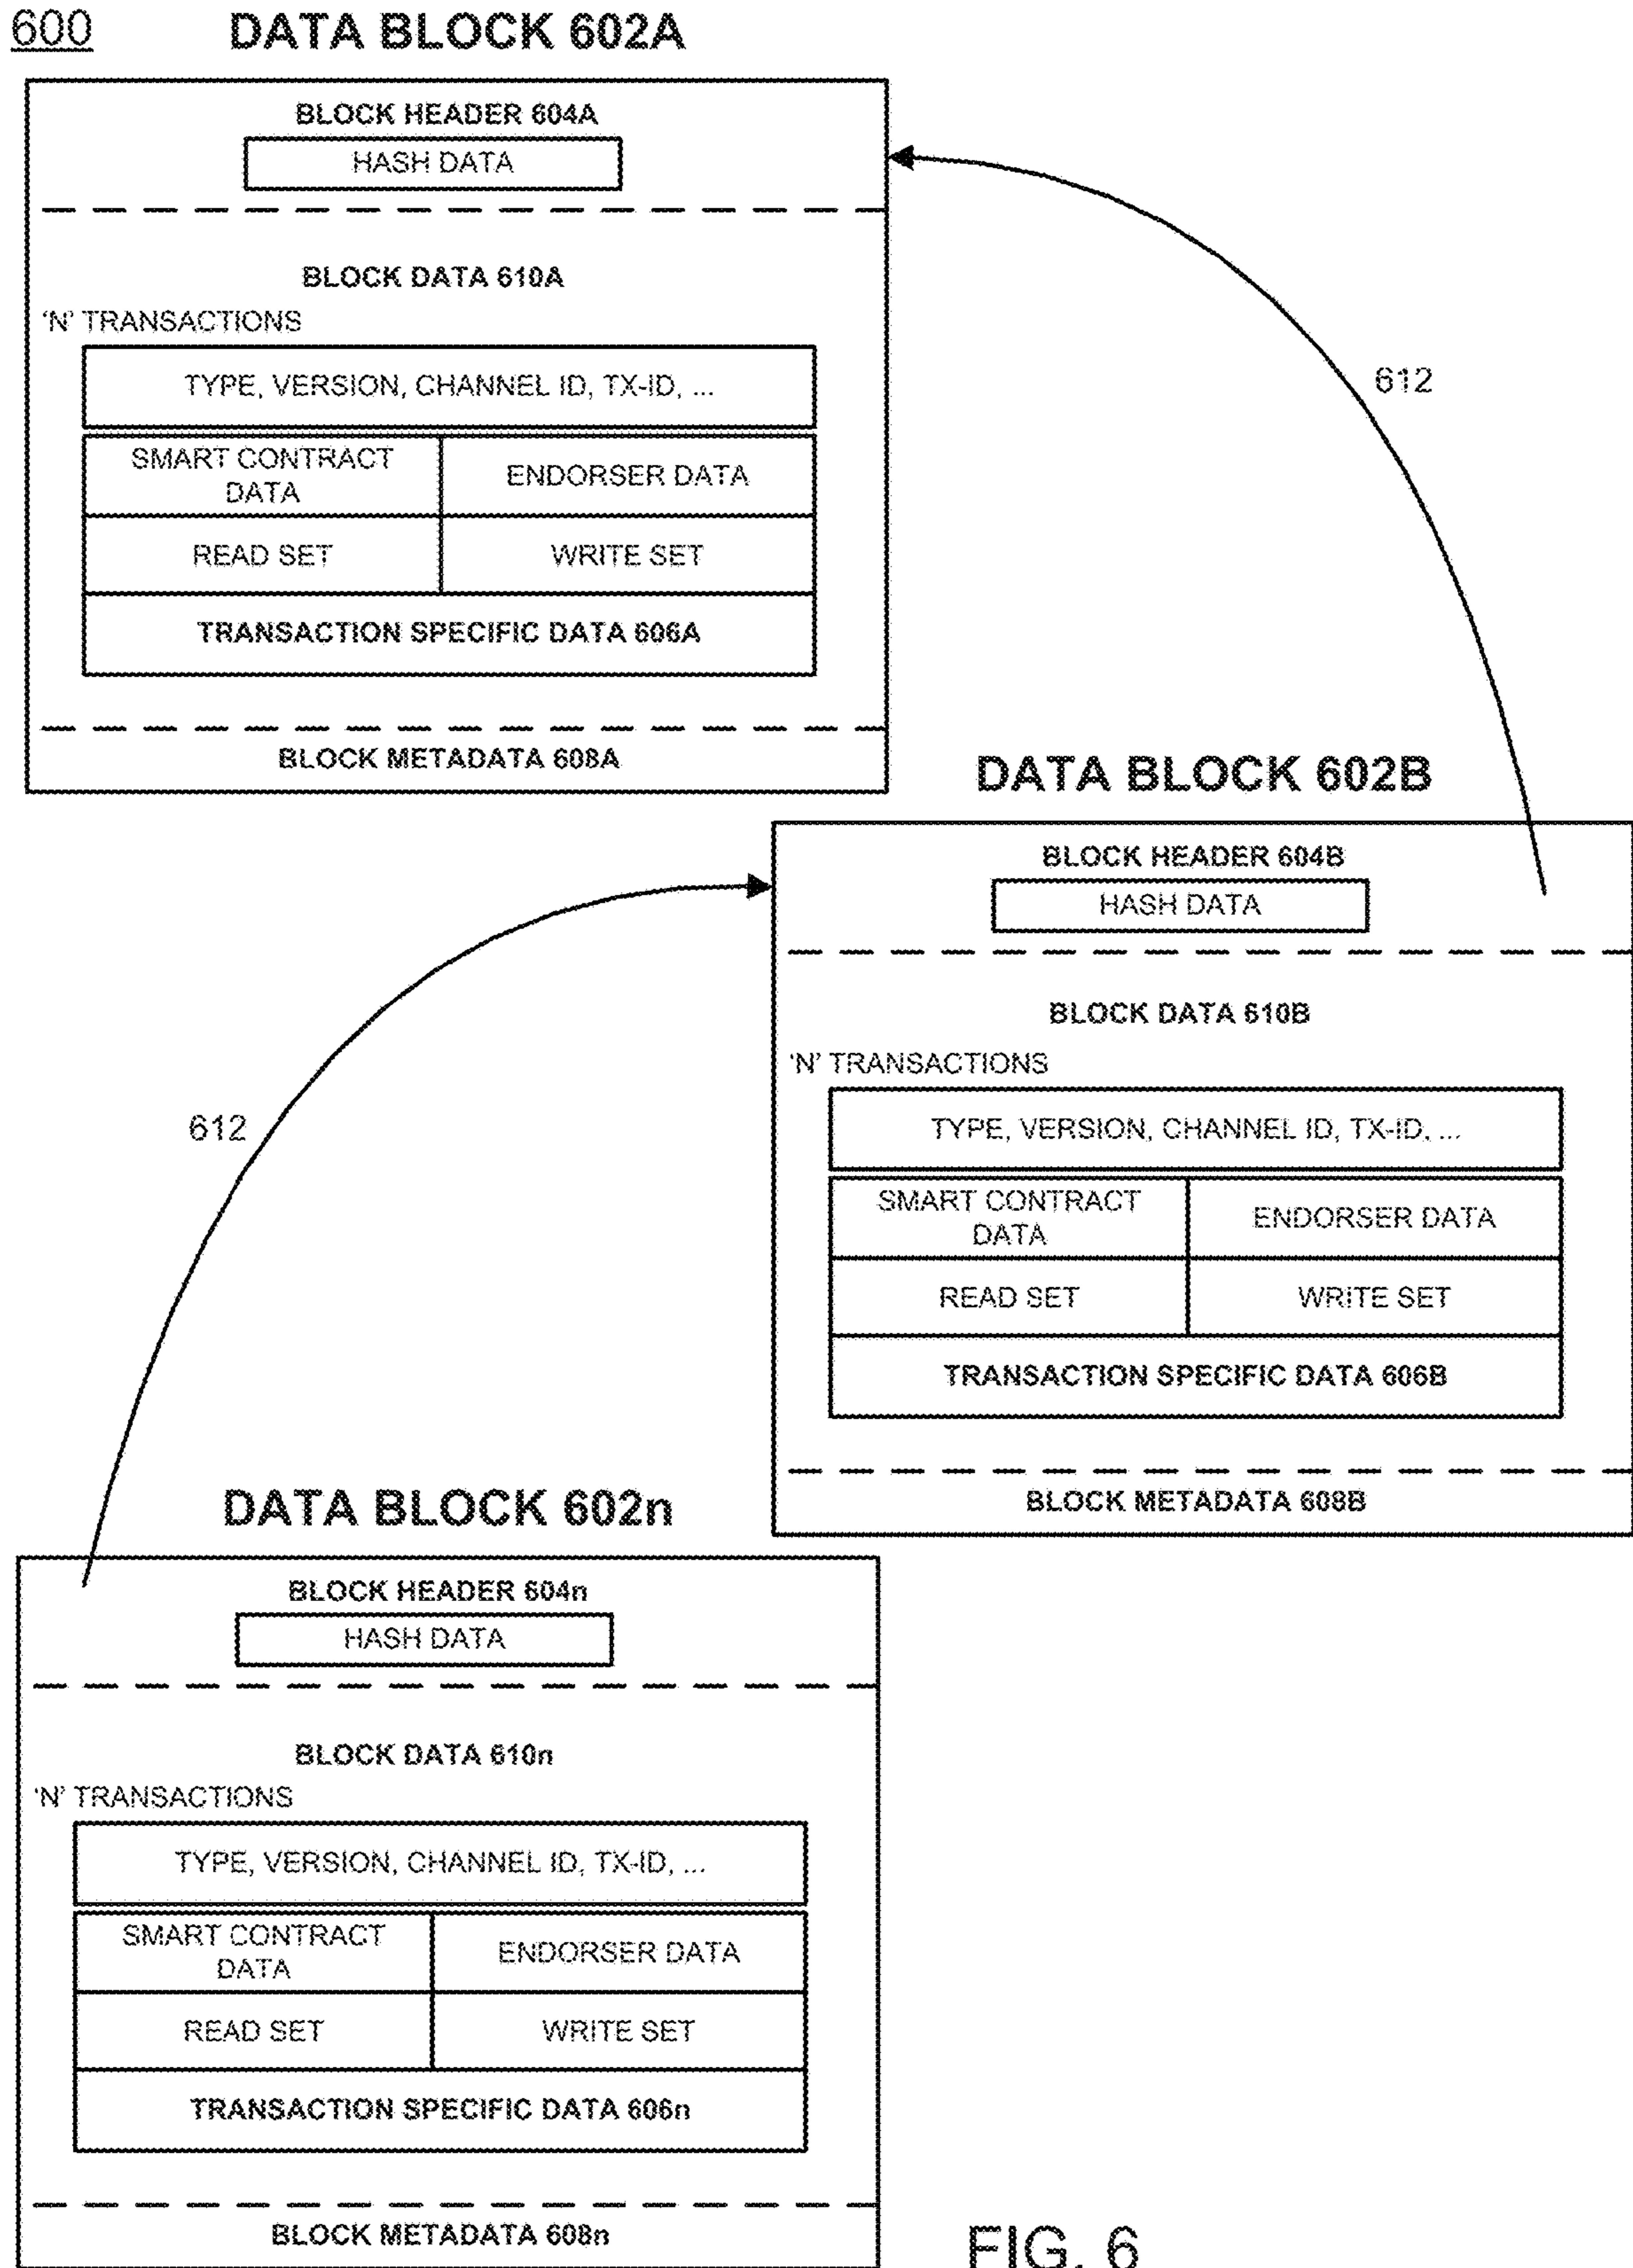 600
DATA BLOCK 602A
BLOCK HEADER 604A
HASH DATA
BLOCK DATA 610A
‘N’ TRANSACTIONS
TYPE, VERSION, CHANNEL ID, TX-ID, ...
SMART CONTRACT
DATA
ENDORSER DATA
READ SET
WRITE SET
TRANSACTION SPECIFIC DATA 606A
BLOCK METADATA 608A
612
DATA BLOCK 602B
BLOCK HEADER 604B
HASH DATA
BLOCK DATA 610B
‘N’ TRANSACTIONS
TYPE, VERSION, CHANNEL ID, TX-ID, ...
SMART CONTRACT
DATA
ENDORSER DATA
READ SET
WRITE SET
TRANSACTION SPECIFIC DATA 606B
BLOCK METADATA 608B
612
DATA BLOCK 602n
BLOCK HEADER 604n
HASH DATA
BLOCK DATA 610n
‘N’ TRANSACTIONS
TYPE, VERSION, CHANNEL ID, TX-ID, ...
SMART CONTRACT
DATA
ENDORSER DATA
READ SET
WRITE SET
TRANSACTION SPECIFIC DATA 606n
BLOCK METADATA 608n
FIG. 6